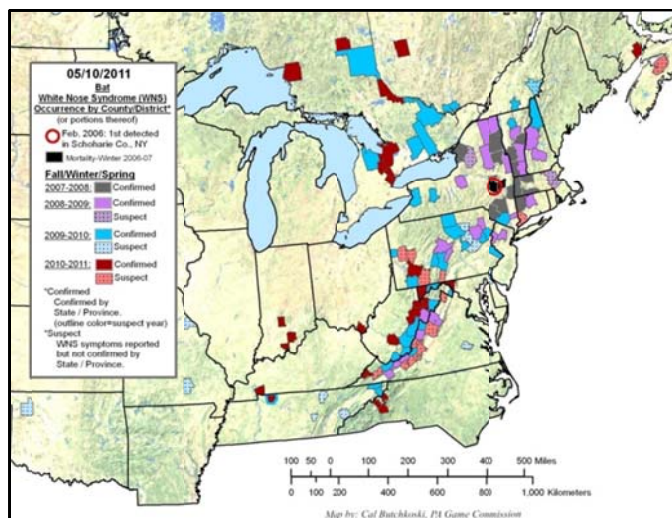 05/10/2011
Bat
White Nose Syndrome (WNS)
Occurrence by County/District*
(or portions thereof)
Feb. 2006: 1st detected
in Schoharie Co., NY
Mortality-Winter 2006-07
Fall/Winter/Spring
2007-2008: Confirmed
2008-2009: Confirmed
Suspect
2009-2010: Confirmed
Suspect
2010-2011: Confirmed
Suspect
*Confirmed
Confirmed by
State / Province.
(outline color=suspect year)
*Suspect
WNS symptoms reported
but not confirmed by
State / Province.
100 50 0 100 200 300 40 500 Miles
100 0 200 400 600 800 1,000 Kilometers
Map by: Cal Butchkoski, PA Game Commission